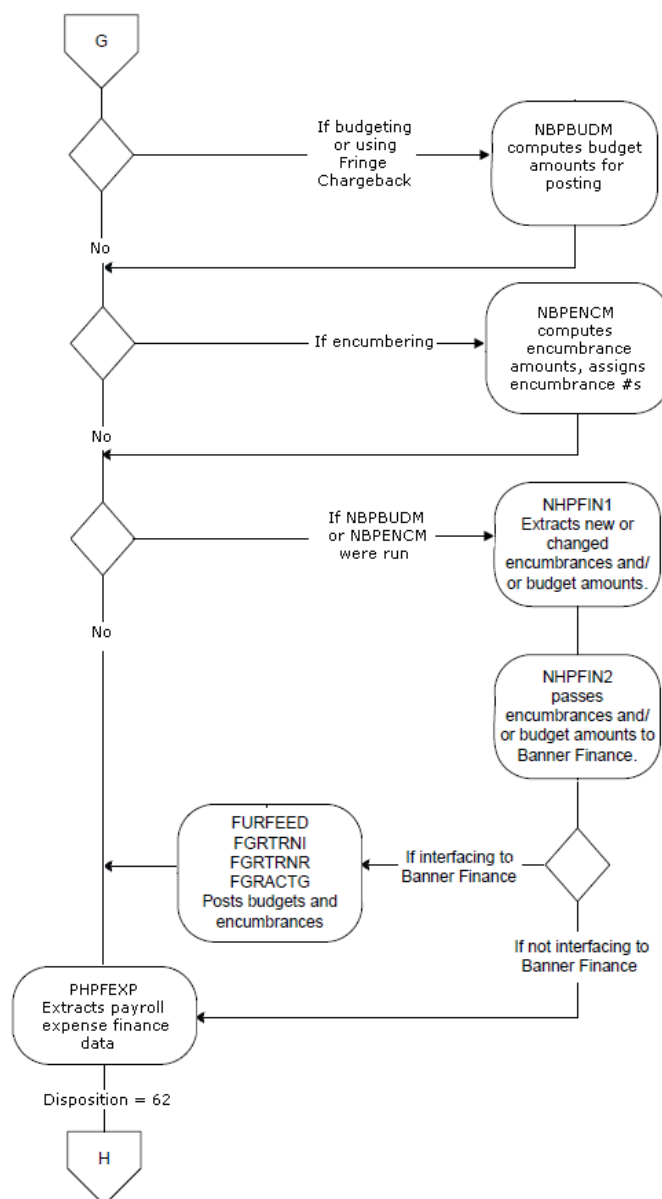 G
If budgeting
or using
Fringe
Chargeback
NBPBUDM
computes budget
amounts for
posting
No
If encumbering
NBPENCM
computes
encumbrance
amounts, assigns
encumbrance #s
No
If NBPBUDM
or NBPENCM
were run
NHPFIN1
Extracts new or
changed
encumbrances and/
or budget amounts.
No
NHPFIN2
passes
encumbrances and/
or budget amounts to
Banner Finance.
FURFEED
FGRTRNI
FGRTRNR
FGRACTG
Posts budgets and
encumbrances
If interfacing to
Banner Finance
If not interfacing to
Banner Finance
PHPFEXP
Extracts payroll
expense finance
data
Disposition = 62
H